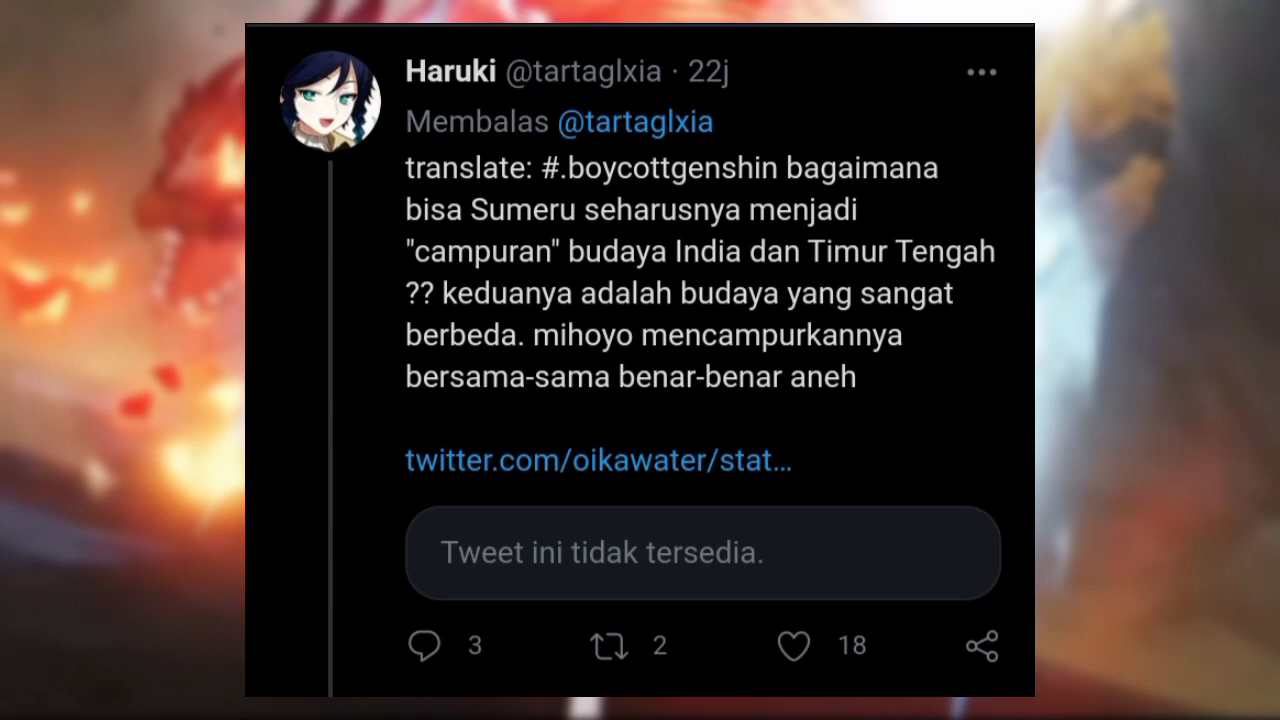 Haruki @tartaglxia · 22j
Membalas @tartaglxia
translate: #.boycottgenshin bagaimana
bisa Sumeru seharusnya menjadi
"campuran" budaya India dan Timur Tengah
?? keduanya adalah budaya yang sangat
berbeda. mihoyo mencampurkannya
bersama-sama benar-benar aneh
twitter.com/oikawater/stat...
Tweet ini tidak tersedia.
3 2 18